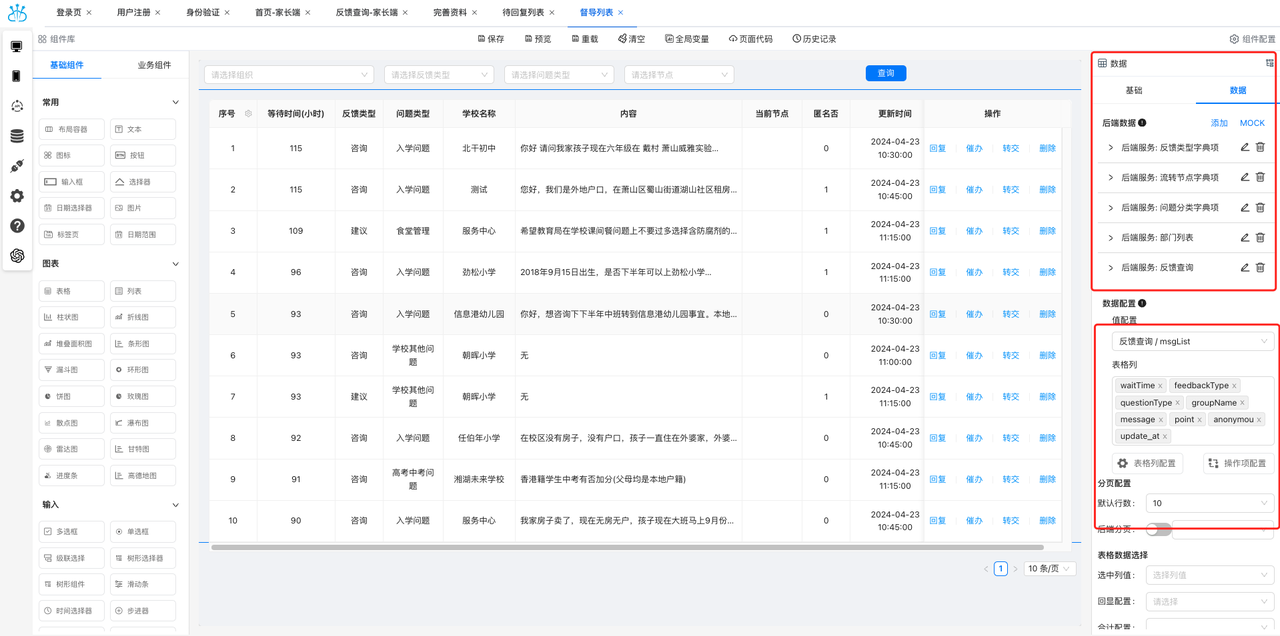 登录页 × 用户注册 × 身份验证 × 首页-家长端 × 反馈查询-家长端 × 完善资料 × 待回复列表 × 督导列表 ×
组件库 保存 预览 重载 清空 全局变量 页面代码 历史记录 组件配置
基础组件 业务组件
常用
布局容器 文本
图标 按钮
输入框 选择器
日期选择器 图片
标签页 日期范围
图表
表格 列表
柱状图 折线图
堆叠面积图 条形图
漏斗图 环形图
饼图 玫瑰图
散点图 瀑布图
雷达图 甘特图
进度条 高德地图
输入
多选框 单选框
级联选择 树形选择器
树形组件 滑动条
时间选择器 步进器
请选择组织 请选择反馈类型 请选择问题类型 请选择节点 查询
序号 等待时间(小时) 反馈类型 问题类型 学校名称 内容 当前节点 匿名否 更新时间 操作
1 115 咨询 入学问题 北干初中 你好 请问我家孩子现在六年级在 戴村 萧山威雅实验... 0 2024-04-23 10:30:00 回复 催办 转交 删除
2 115 咨询 入学问题 测试 您好，我们是外地户口，在萧山区蜀山街道湖山社区租房... 1 2024-04-23 10:45:00 回复 催办 转交 删除
3 109 建议 食堂管理 服务中心 希望教育局在学校课间餐问题上不要过多选择含防腐剂的... 1 2024-04-23 11:15:00 回复 催办 转交 删除
4 96 咨询 入学问题 劲松小学 2018年9月15日出生，是否下半年可以上劲松小学... 1 2024-04-23 11:15:00 回复 催办 转交 删除
5 93 咨询 入学问题 信息港幼儿园 你好，想咨询下下半年中班转到信息港幼儿园事宜。本地... 0 2024-04-23 10:30:00 回复 催办 转交 删除
6 93 咨询 学校其他问题 朝晖小学 无 0 2024-04-23 11:00:00 回复 催办 转交 删除
7 93 建议 学校其他问题 朝晖小学 无 1 2024-04-23 11:15:00 回复 催办 转交 删除
8 92 咨询 入学问题 任伯年小学 在校区没有房子，没有户口，孩子一直住在外婆家，外婆... 0 2024-04-23 10:45:00 回复 催办 转交 删除
9 91 咨询 高考中考问题 湘湖未来学校 香港籍学生中考有否加分(父母均是本地户籍) 0 2024-04-23 11:15:00 回复 催办 转交 删除
10 90 咨询 入学问题 服务中心 我家房子卖了，现在无房无户，孩子现在大班马上9月份... 0 2024-04-23 10:45:00 回复 催办 转交 删除
< 1 > 10 条/页
数据
基础 数据
后端数据 添加 MOCK
后端服务: 反馈类型字典项
后端服务: 流转节点字典项
后端服务: 问题分类字典项
后端服务: 部门列表
后端服务: 反馈查询
数据配置
值配置
反馈查询 / msgList
表格列
waitTime × feedbackType ×
questionType × groupName ×
message × point × anonymou ×
update_at ×
表格列配置 操作项配置
分页配置
默认行数： 10
后端分页：
表格数据选择
选中列值： 选择列值
回显配置： 请选择
合计配置：